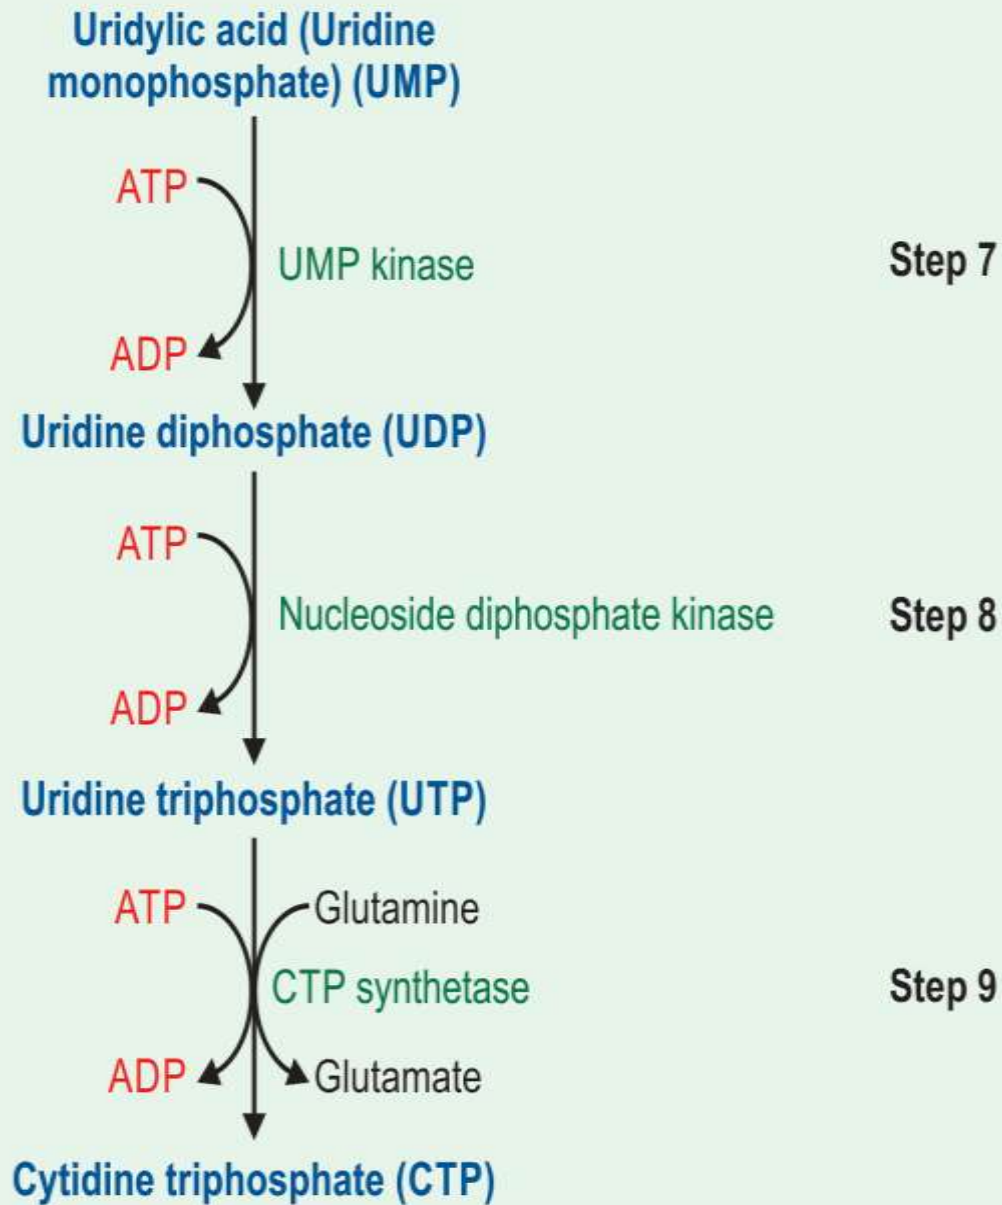 Uridylic acid (Uridine
monophosphate) (UMP)
ATP
UMP kinase
Step 7
ADP
Uridine diphosphate (UDP)
ATP
Nucleoside diphosphate kinase
Step 8
ADP
Uridine triphosphate (UTP)
ATP
Glutamine
CTP synthetase
Step 9
ADP
Glutamate
Cytidine triphosphate (CTP)